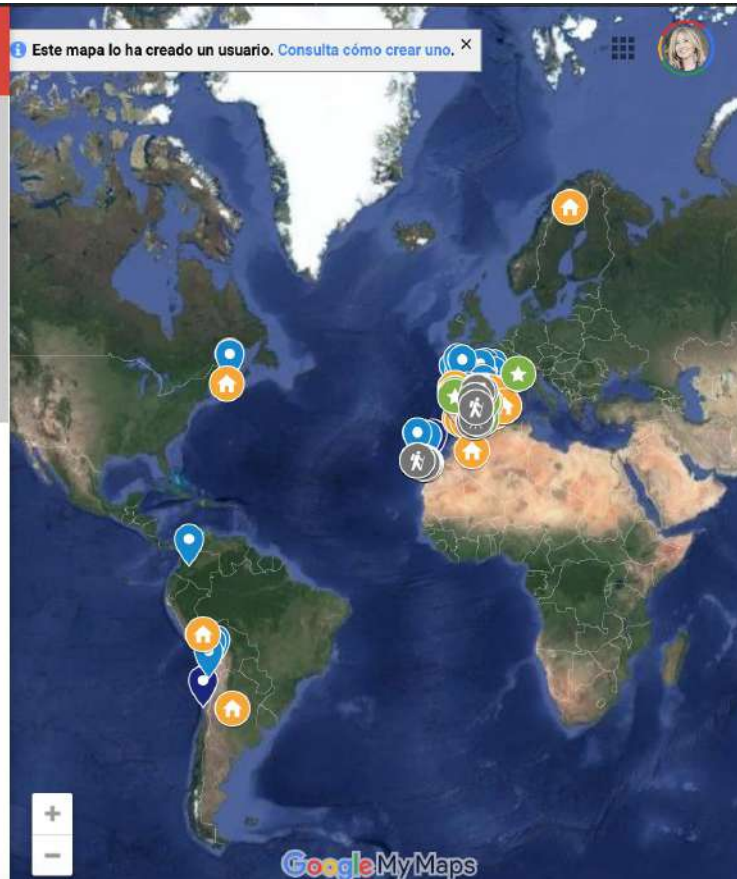 Este mapa lo ha creado un usuario. Consulta cómo crear uno. ×
+
−
Google My Maps